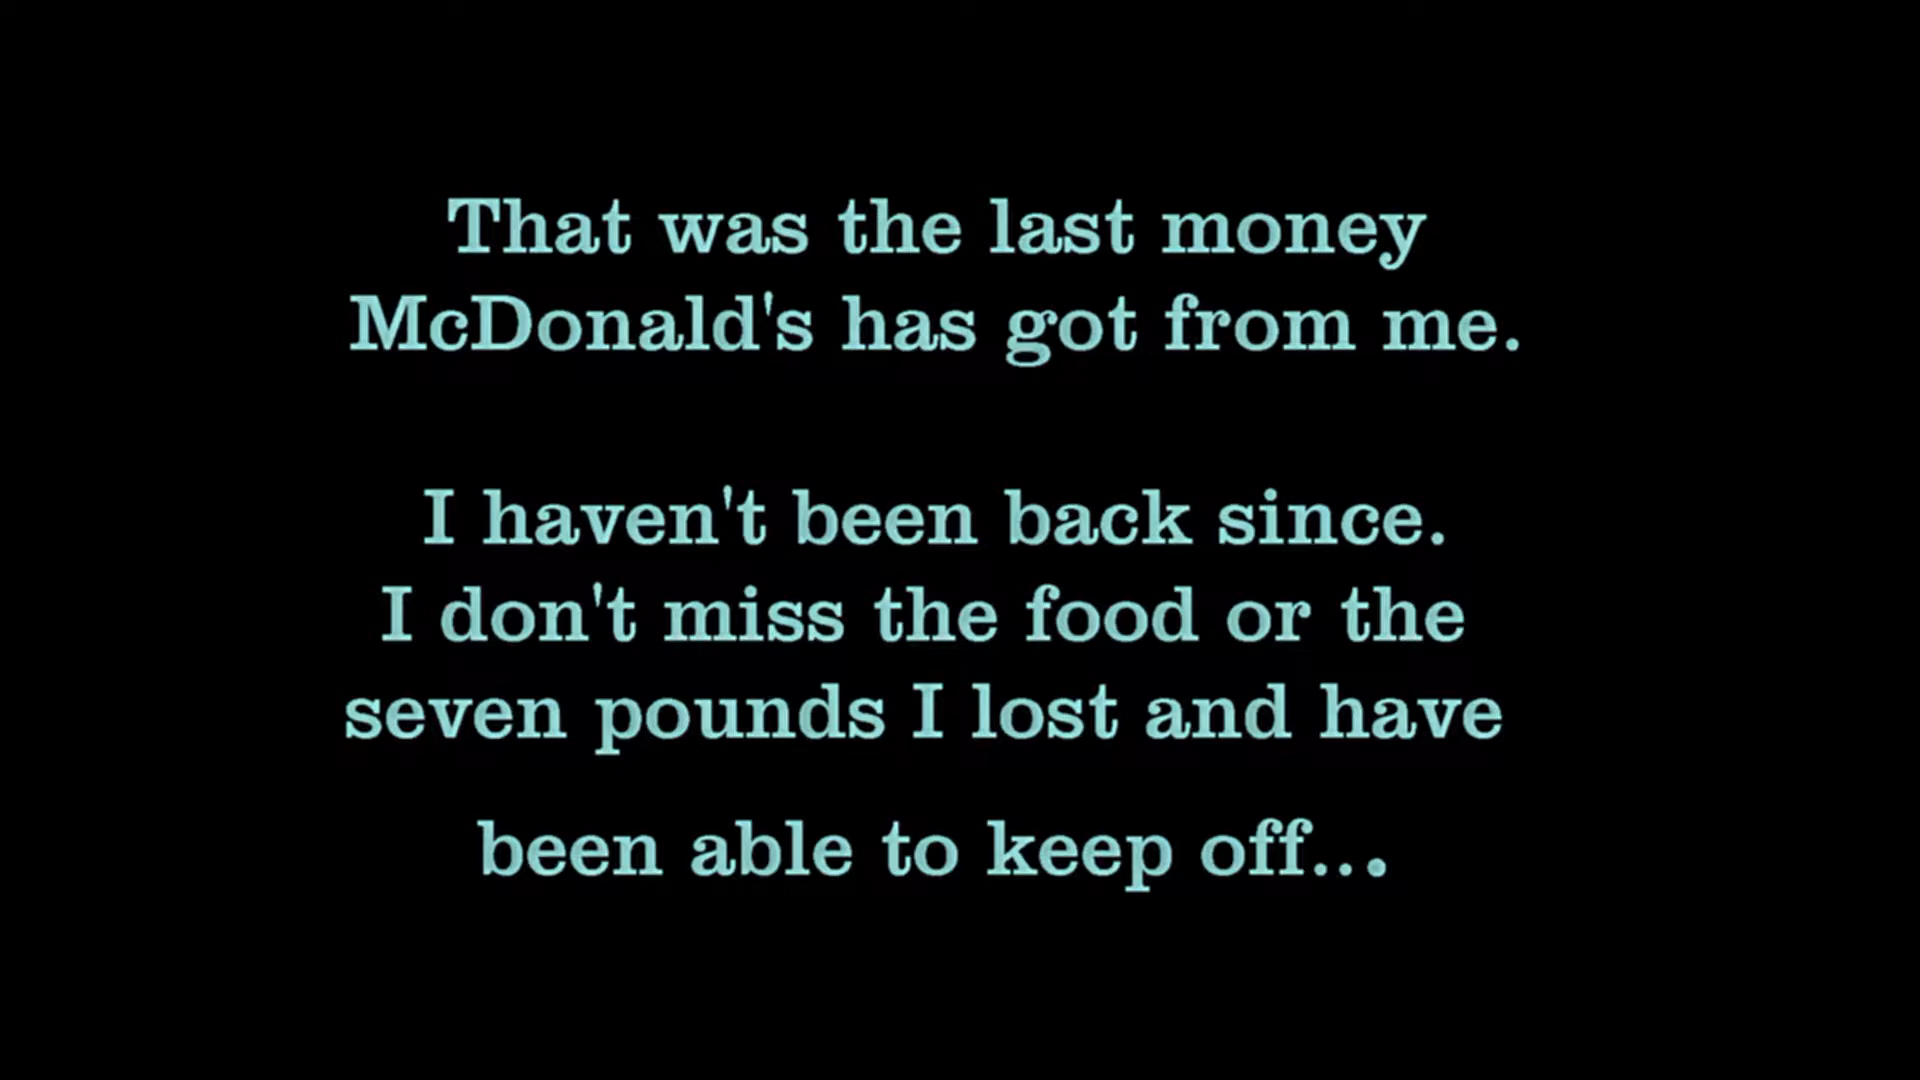 That was the last money
McDonald's has got from me.
I haven't been back since.
I don't miss the food or the
seven pounds I lost and have
been able to keep off...